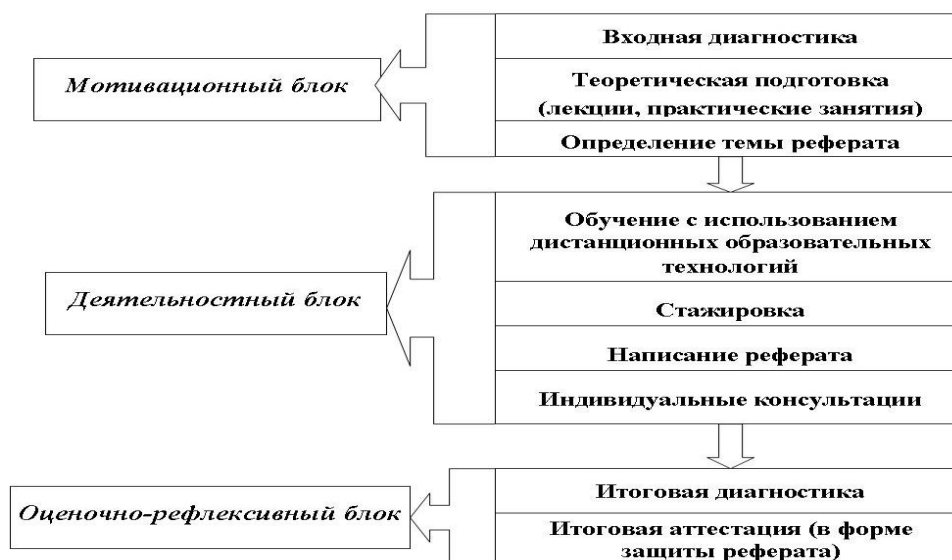 Входная диагностика
Мотивационный блок
Теоретическая подготовка
(лекции, практические занятия)
Определение темы реферата
Обучение с использованием
дистанционных образовательных
технологий
Деятельностный блок
Стажировка
Написание реферата
Индивидуальные консультации
Итоговая диагностика
Оценочно-рефлексивный блок
Итоговая аттестация (в форме
защиты реферата)